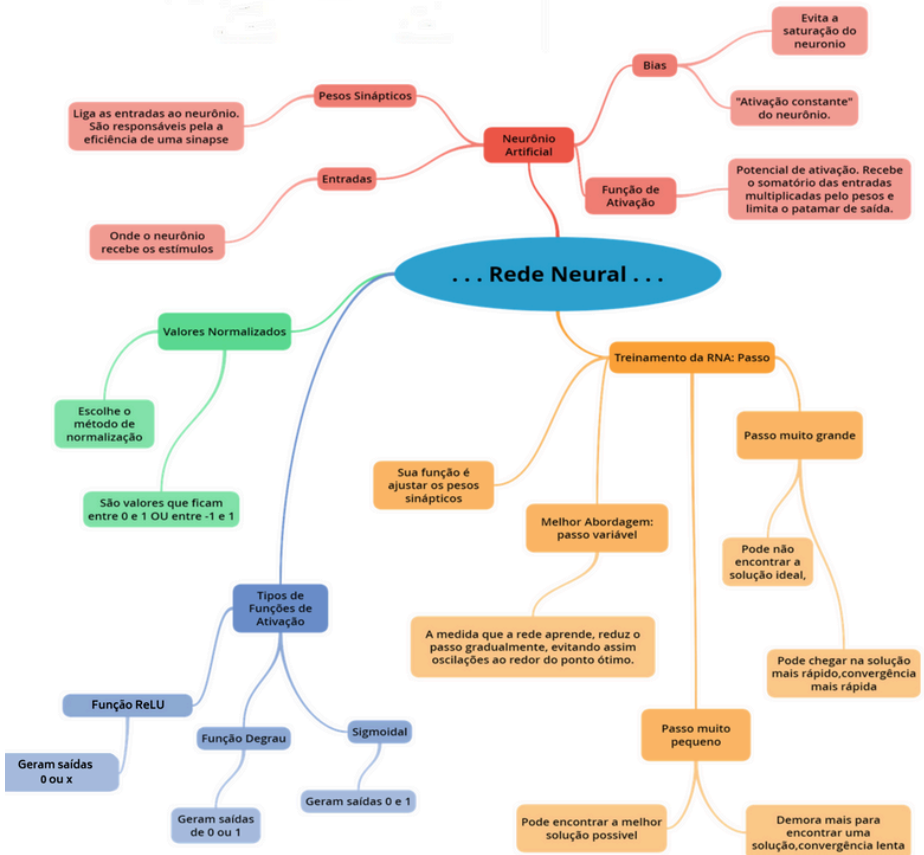 Evita a
saturação do
neuronio
Bias
"Ativação constante"
do neurônio.
Pesos Sinápticos
Liga as entradas ao neurônio.
São responsáveis pela a
eficiência de uma sinapse
Neurônio
Artificial
Entradas
Função de
Ativação
Potencial de ativação. Recebe
o somatório das entradas
multiplicadas pelo pesos e
limita o patamar de saída.
Onde o neurônio
recebe os estímulos
. . . Rede Neural . . .
Valores Normalizados
Escolhe o
método de
normalização
São valores que ficam
entre 0 e 1 OU entre -1 e 1
Treinamento da RNA: Passo
Sua função é
ajustar os pesos
sinápticos
Melhor Abordagem:
passo variável
A medida que a rede aprende, reduz o
passo gradualmente, evitando assim
oscilações ao redor do ponto ótimo.
Passo muito grande
Pode não
encontrar a
solução ideal,
Pode chegar na solução
mais rápido,convergência
mais rápida
Passo muito
pequeno
Pode encontrar a melhor
solução possivel
Demora mais para
encontrar uma
solução,convergência lenta
Tipos de
Funções de
Ativação
Função ReLU
Geram saídas
0 ou x
Função Degrau
Geram saídas
de 0 ou 1
Sigmoidal
Geram saídas 0 e 1